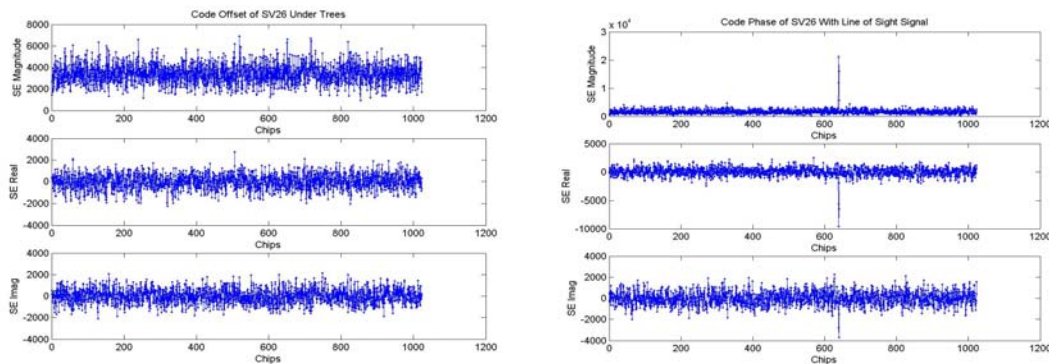 Code Offset of SV26 Under Trees
8000
6000
4000
2000
0
SE Magnitude
0 200 400 600 800 1000 1200
Chips
4000
2000
0
-2000
-4000
SE Real
0 200 400 600 800 1000 1200
Chips
4000
2000
0
-2000
-4000
SE Imag
0 200 400 600 800 1000 1200
Chips
Code Phase of SV26 With Line of Sight Signal
x 10^4
3
2
1
0
SE Magnitude
0 200 400 600 800 1000 1200
Chips
5000
0
-5000
-10000
SE Real
0 200 400 600 800 1000 1200
Chips
4000
2000
0
-2000
-4000
SE Imag
0 200 400 600 800 1000 1200
Chips